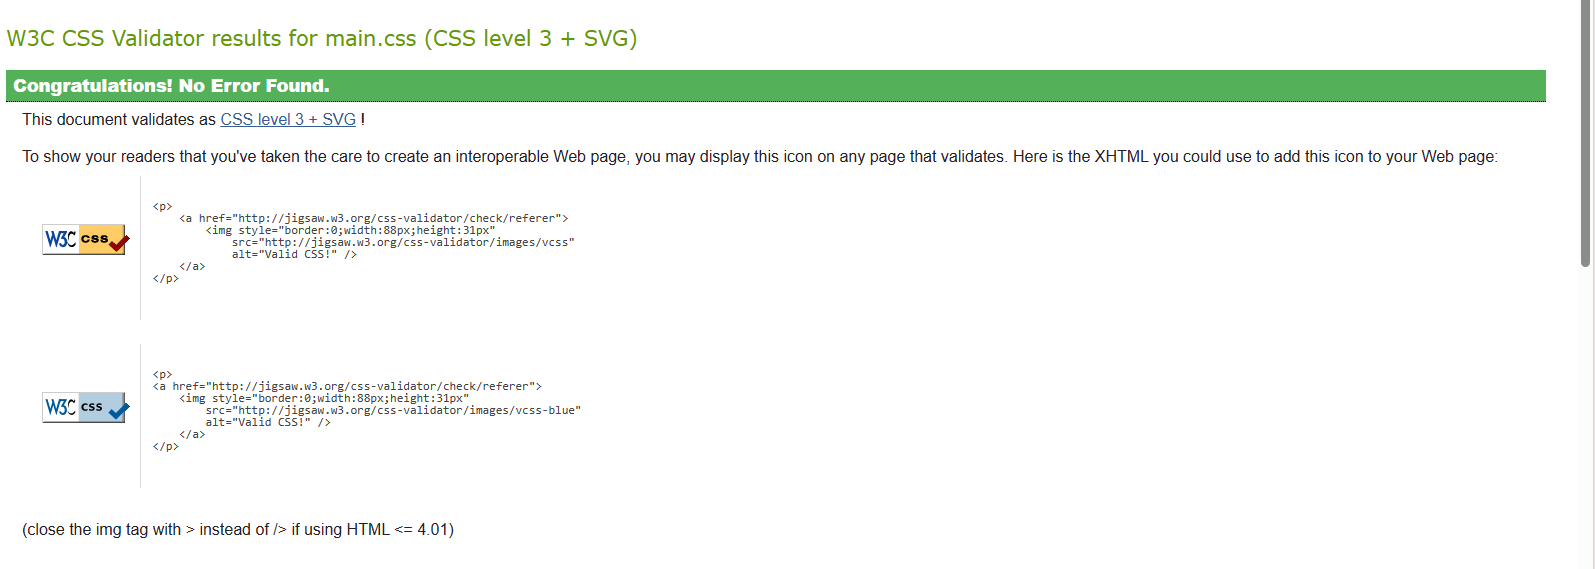 W3C CSS Validator results for main.css (CSS level 3 + SVG)
Congratulations! No Error Found.
This document validates as CSS level 3 + SVG !
To show your readers that you've taken the care to create an interoperable Web page, you may display this icon on any page that validates. Here is the XHTML you could use to add this icon to your Web page:
W3C css
<p>
<a href="http://jigsaw.w3.org/css-validator/check/referer">
<img style="border:0;width:88px;height:31px"
src="http://jigsaw.w3.org/css-validator/images/vcss"
alt="Valid CSS!" />
</a>
</p>
W3C css
<p>
<a href="http://jigsaw.w3.org/css-validator/check/referer">
<img style="border:0;width:88px;height:31px"
src="http://jigsaw.w3.org/css-validator/images/vcss-blue"
alt="Valid CSS!" />
</a>
</p>
(close the img tag with > instead of /> if using HTML <= 4.01)